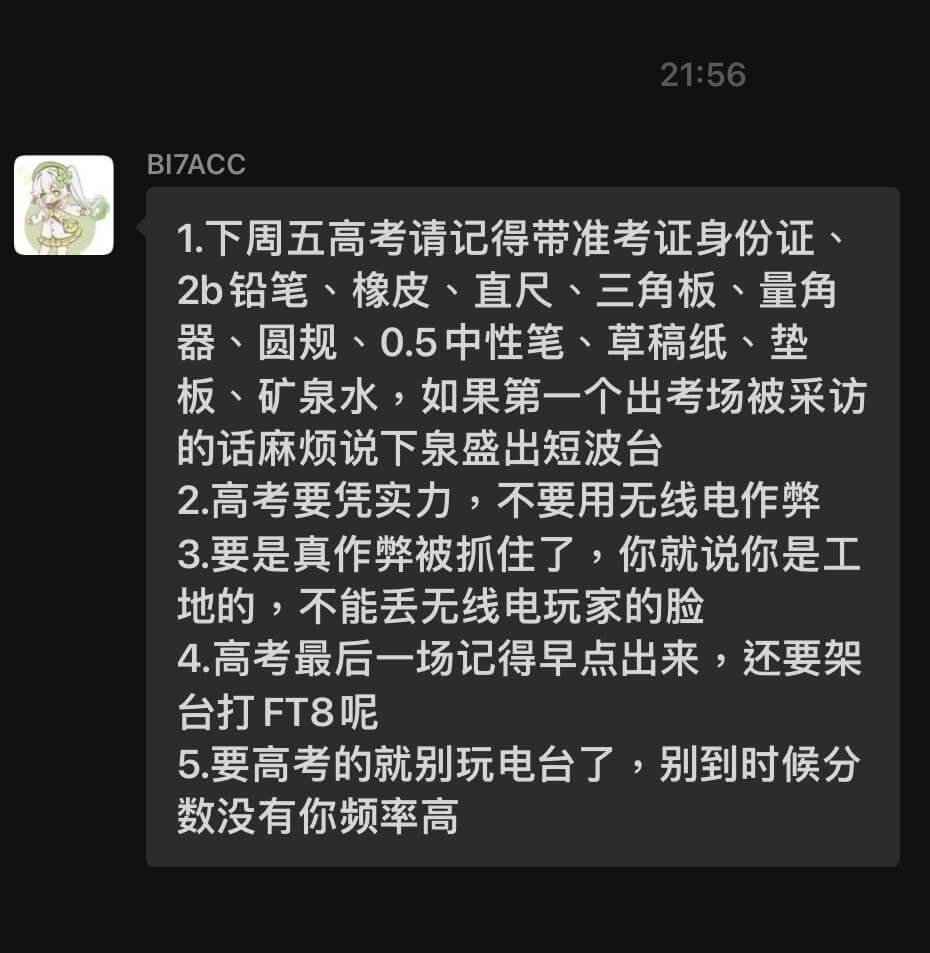 21:56
BI7ACC
1.下周五高考请记得带准考证身份证、
2b铅笔、橡皮、直尺、三角板、量角
器、圆规、0.5中性笔、草稿纸、垫
板、矿泉水，如果第一个出考场被采访
的话麻烦说下泉盛出短波台
2.高考要凭实力，不要用无线电作弊
3.要是真作弊被抓住了，你就说你是工
地的，不能丢无线电玩家的脸
4.高考最后一场记得早点出来，还要架
台打FT8呢
5.要高考的就别玩电台了，别到时候分
数没有你频率高